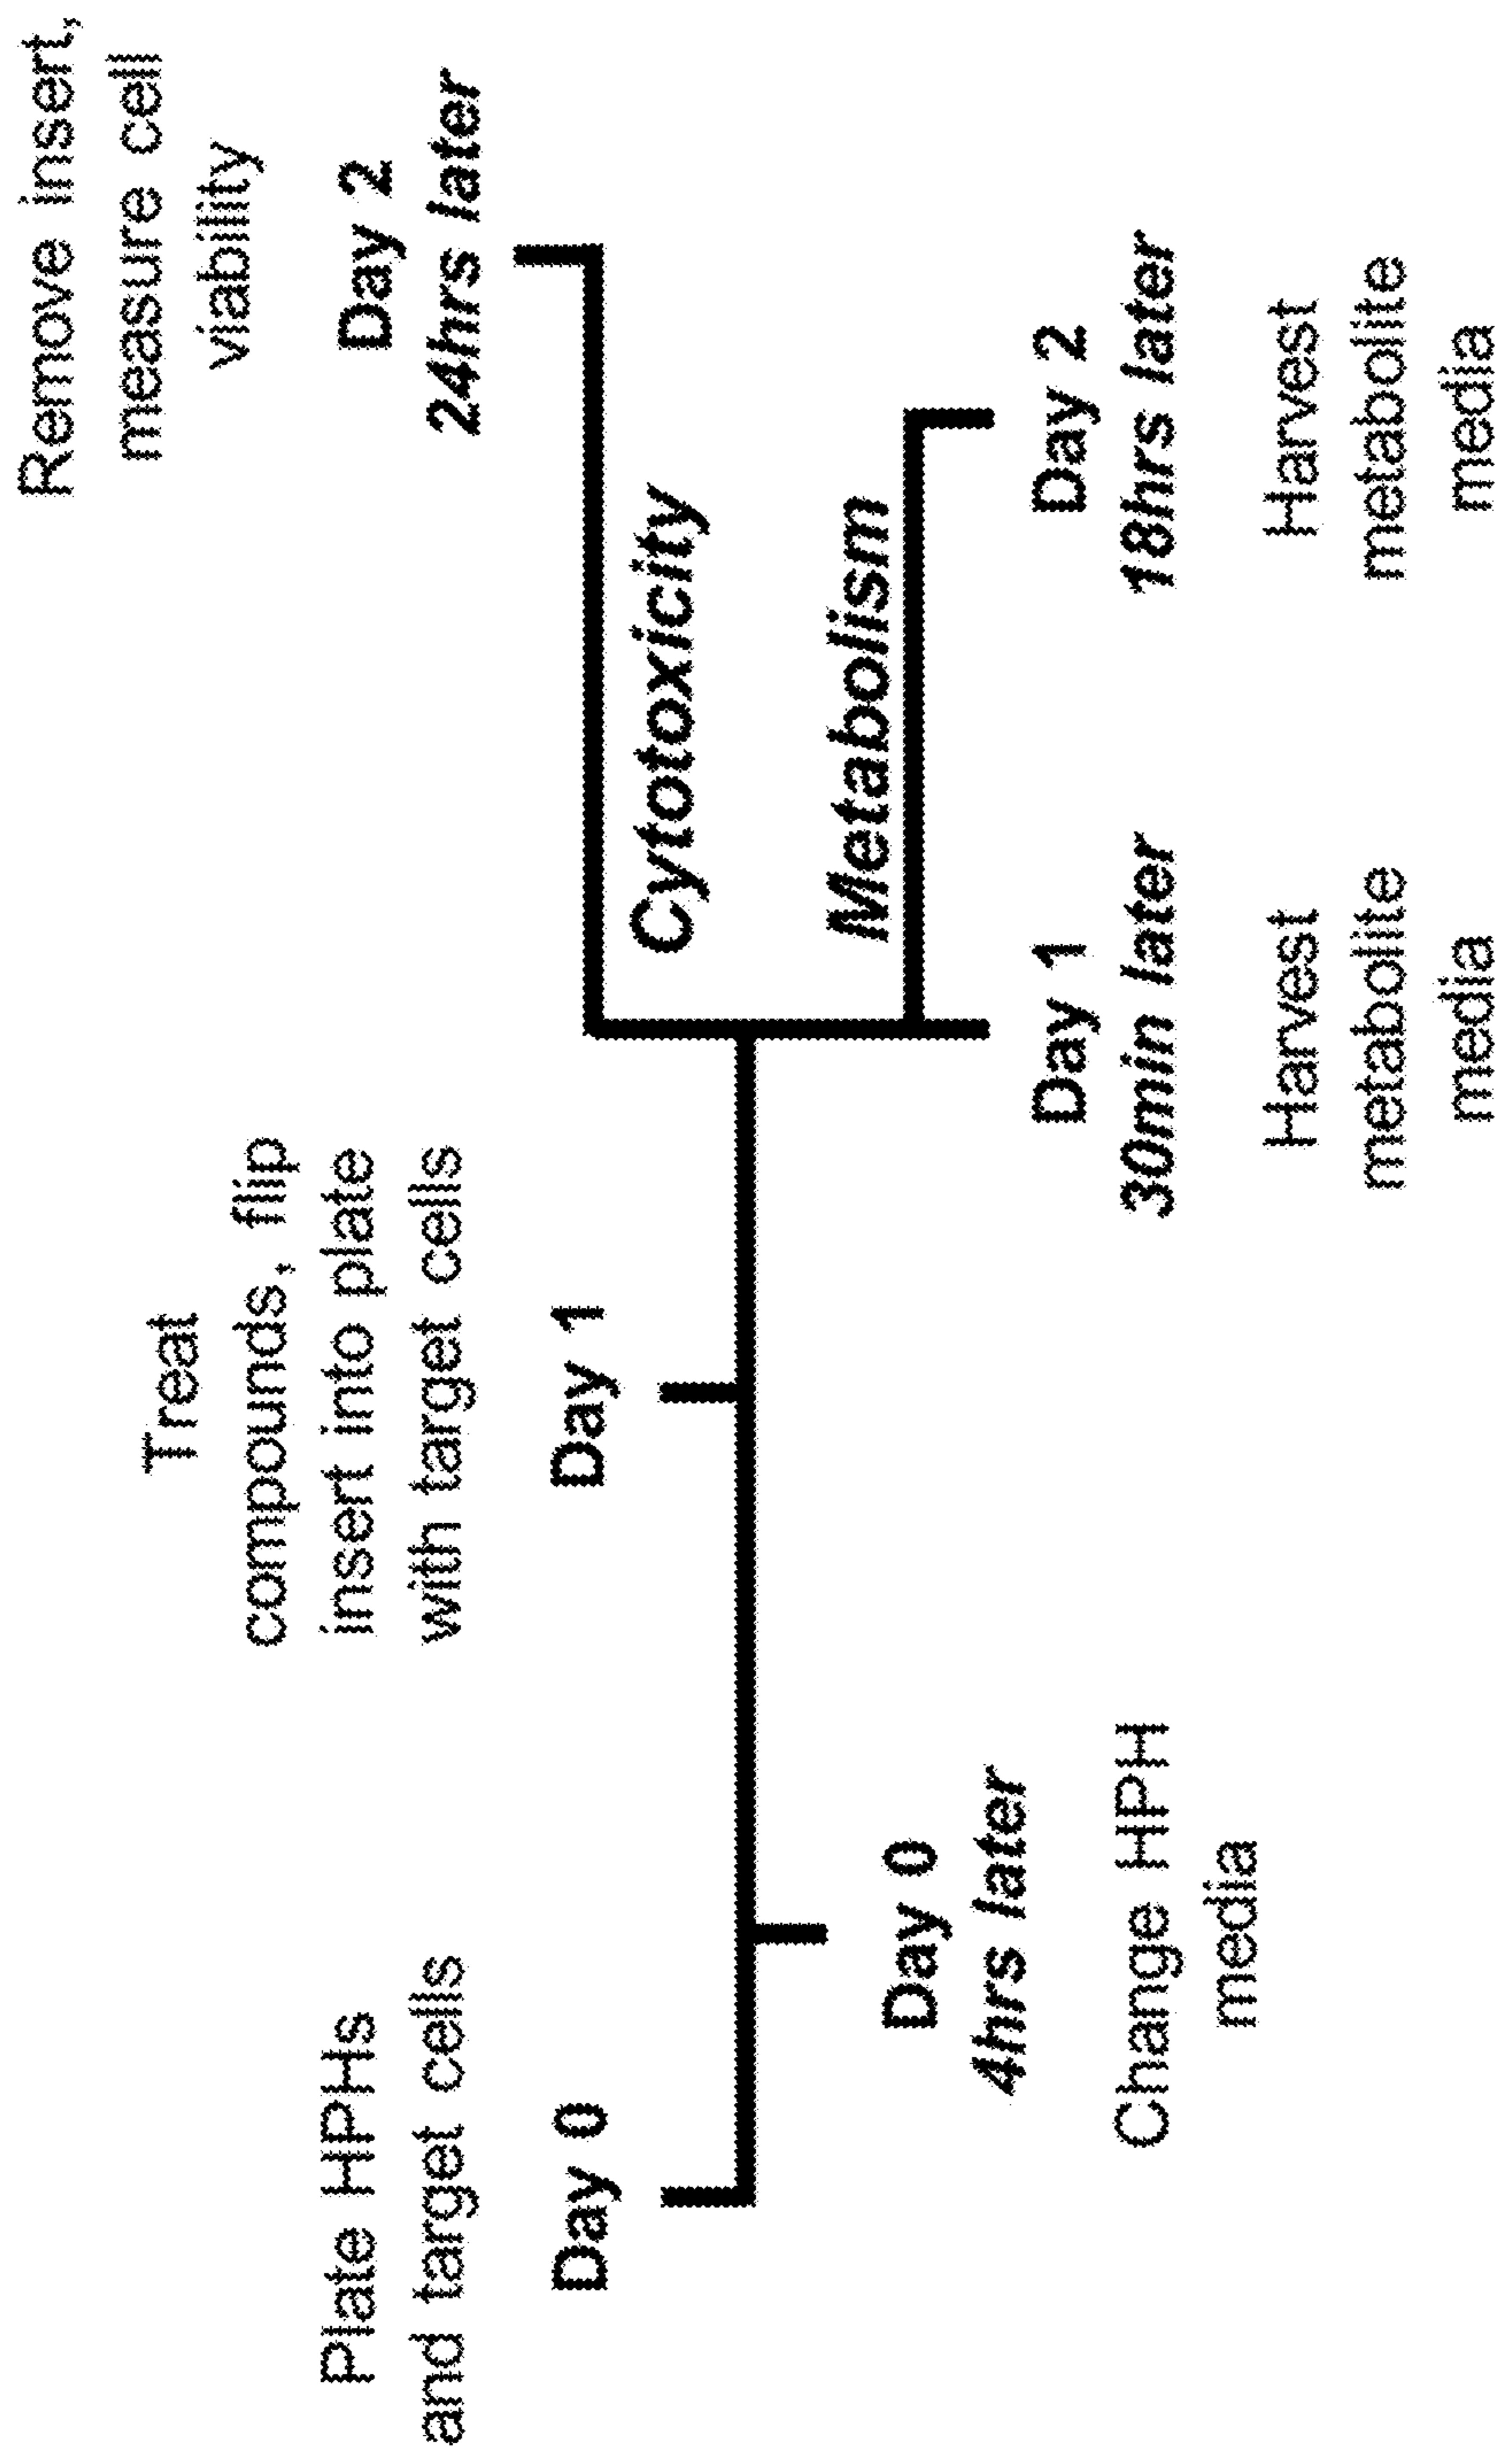 Plate HPHs
and target cells
Day 0
Day 0
4hrs later
Change HPH
media
Treat
compounds, flip
insert into plate
with target cells
Day 1
Remove insert,
measure cell
viability
Day 2
24hrs later
Cytotoxicity
Metabolism
Day 1
30min later
Harvest
metabolite
media
Day 2
18hrs later
Harvest
metabolite
media